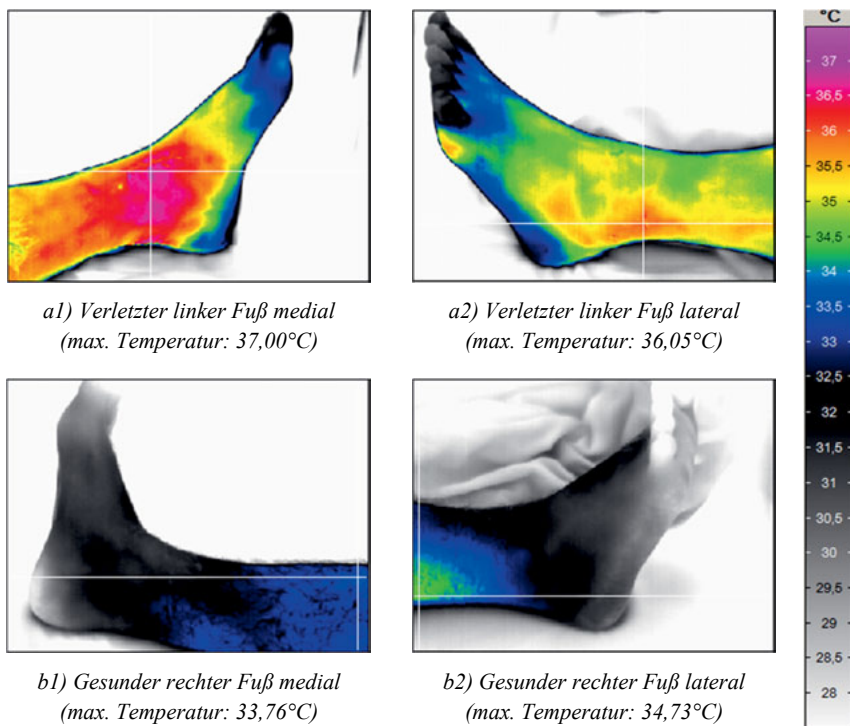 °C
37
36,5
36
35,5
35
34,5
34
33,5
33
32,5
32
31,5
31
30,5
30
29,5
29
28,5
28
a1) Verletzter linker Fuß medial
(max. Temperatur: 37,00°C)
a2) Verletzter linker Fuß lateral
(max. Temperatur: 36,05°C)
b1) Gesunder rechter Fuß medial
(max. Temperatur: 33,76°C)
b2) Gesunder rechter Fuß lateral
(max. Temperatur: 34,73°C)